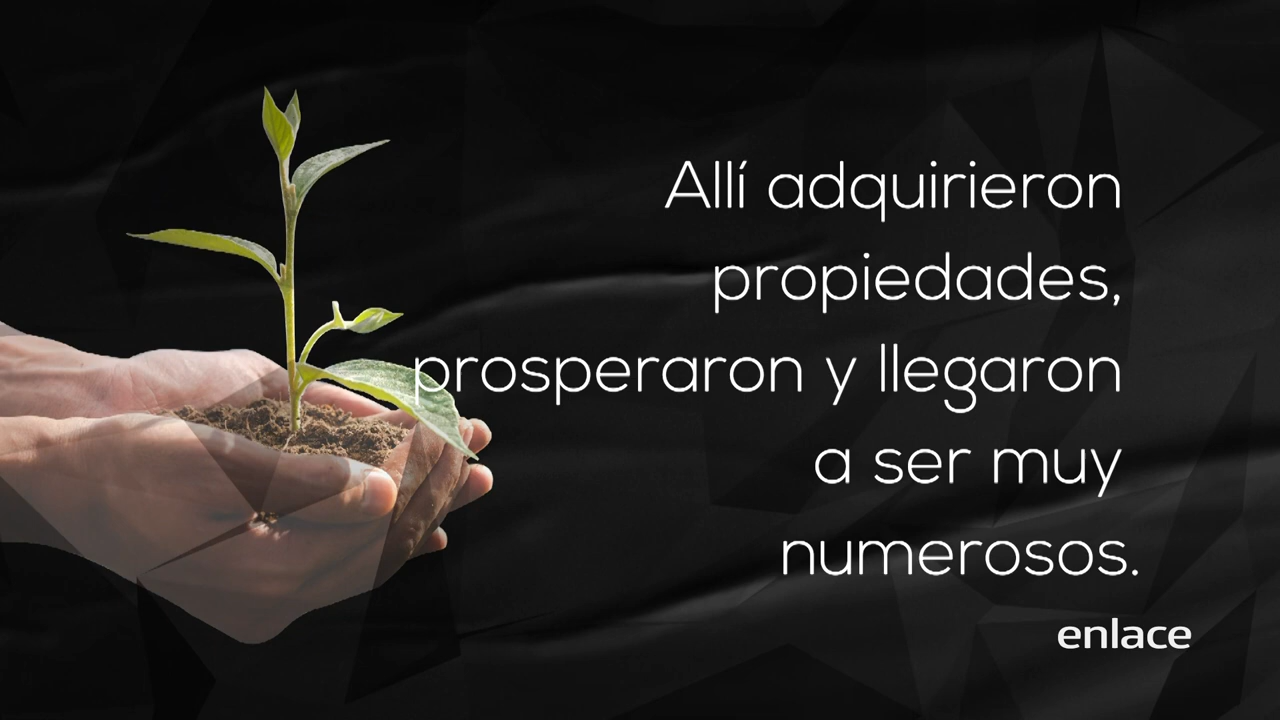 Allí adquirieron
propiedades,
prosperaron y llegaron
a ser muy
numerosos.
enlace